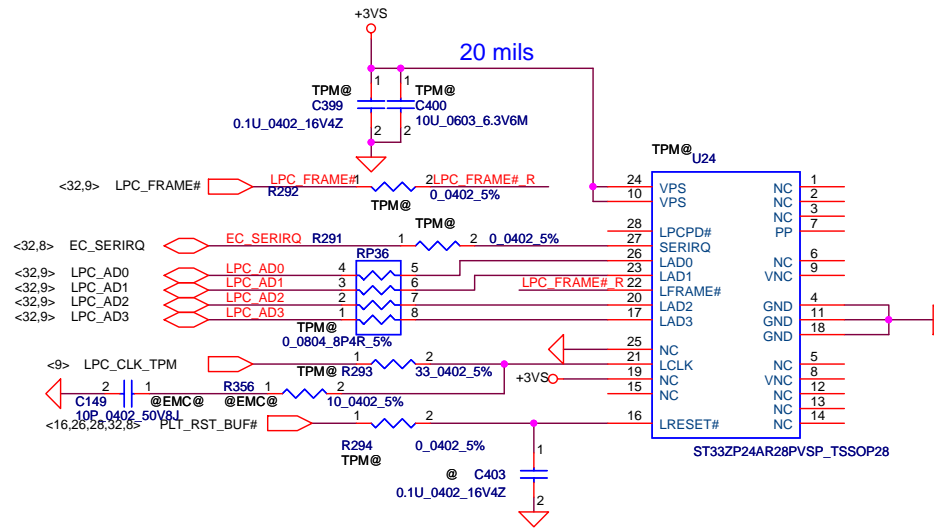 +3VS
20 mils
1 1
TPM@ TPM@
C399 C400
0.1U_0402_16V4Z 10U_0603_6.3V6M
2 2
TPM@
U24
<32,9> LPC_FRAME# LPC_FRAME# 1 2 LPC_FRAME#_R
R292 0_0402_5%
TPM@
24 VPS NC 1
10 VPS NC 2
NC 3
28 LPCPD# PP 7
TPM@
<32,8> EC_SERIRQ EC_SERIRQ R291 1 2 0_0402_5% 27 SERIRQ
RP36
<32,9> LPC_AD0 LPC_AD0 4 5 26 LAD0 NC 6
<32,9> LPC_AD1 LPC_AD1 3 6 23 LAD1 VNC 9
LPC_FRAME#_R 22 LFRAME#
<32,9> LPC_AD2 LPC_AD2 2 7 20 LAD2 GND 4
<32,9> LPC_AD3 LPC_AD3 1 8 17 LAD3 GND 11
GND 18
TPM@
0_0804_8P4R_5%
25 NC
<9> LPC_CLK_TPM 1 2 21 LCLK NC 5
R293 33_0402_5%
TPM@
+3VS 19 NC VNC 8
15 NC NC 12
NC 13
NC 14
2 1 R356 1 2
C149 @EMC@ @EMC@ 10_0402_5%
10P_0402_50V8J
<16,26,28,32,8> PLT_RST_BUF# 1 2 16 LRESET#
R294 0_0402_5%
TPM@
1
@ C403
0.1U_0402_16V4Z
2
ST33ZP24AR28PVSP_TSSOP28